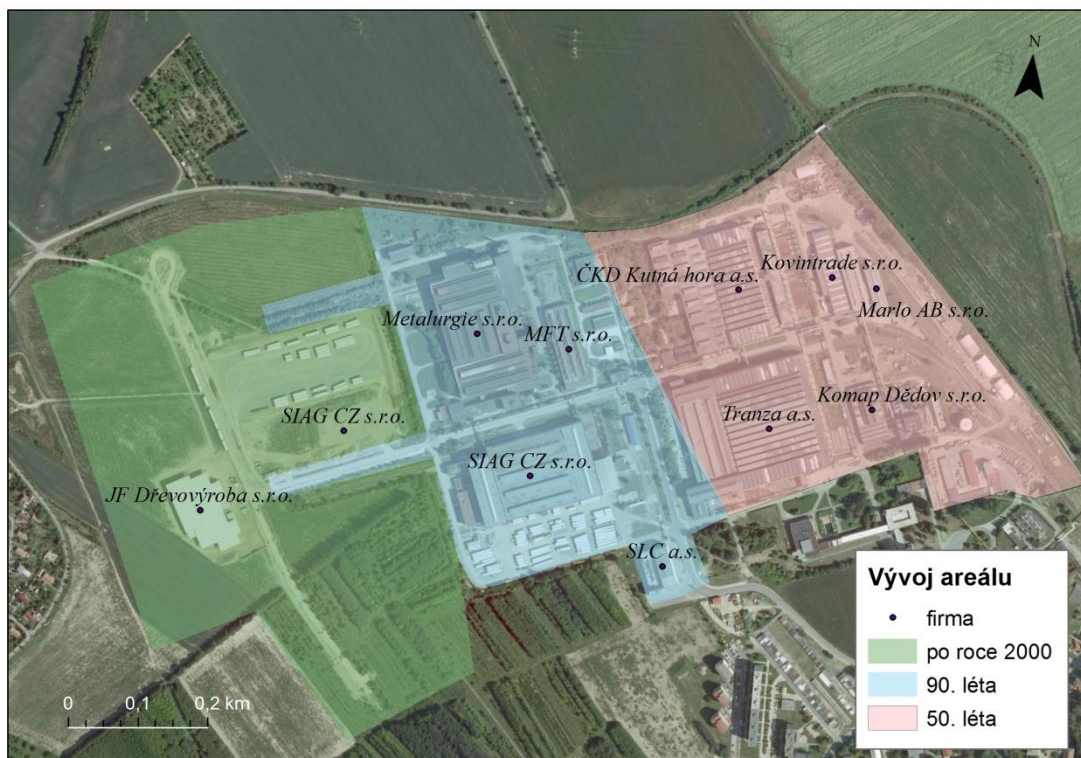 N
ČKD Kutná hora a.s.
Kovintrade s.r.o.
Marlo AB s.r.o.
Metalurgie s.r.o.
MFT s.r.o.
Komap Dědov s.r.o.
SIAG CZ s.r.o.
Tranza a.s.
SIAG CZ s.r.o.
JF Dřevovýroba s.r.o.
SLC a.s.
Vývoj areálu
firma
po roce 2000
90. léta
50. léta
0 0,1 0,2 km